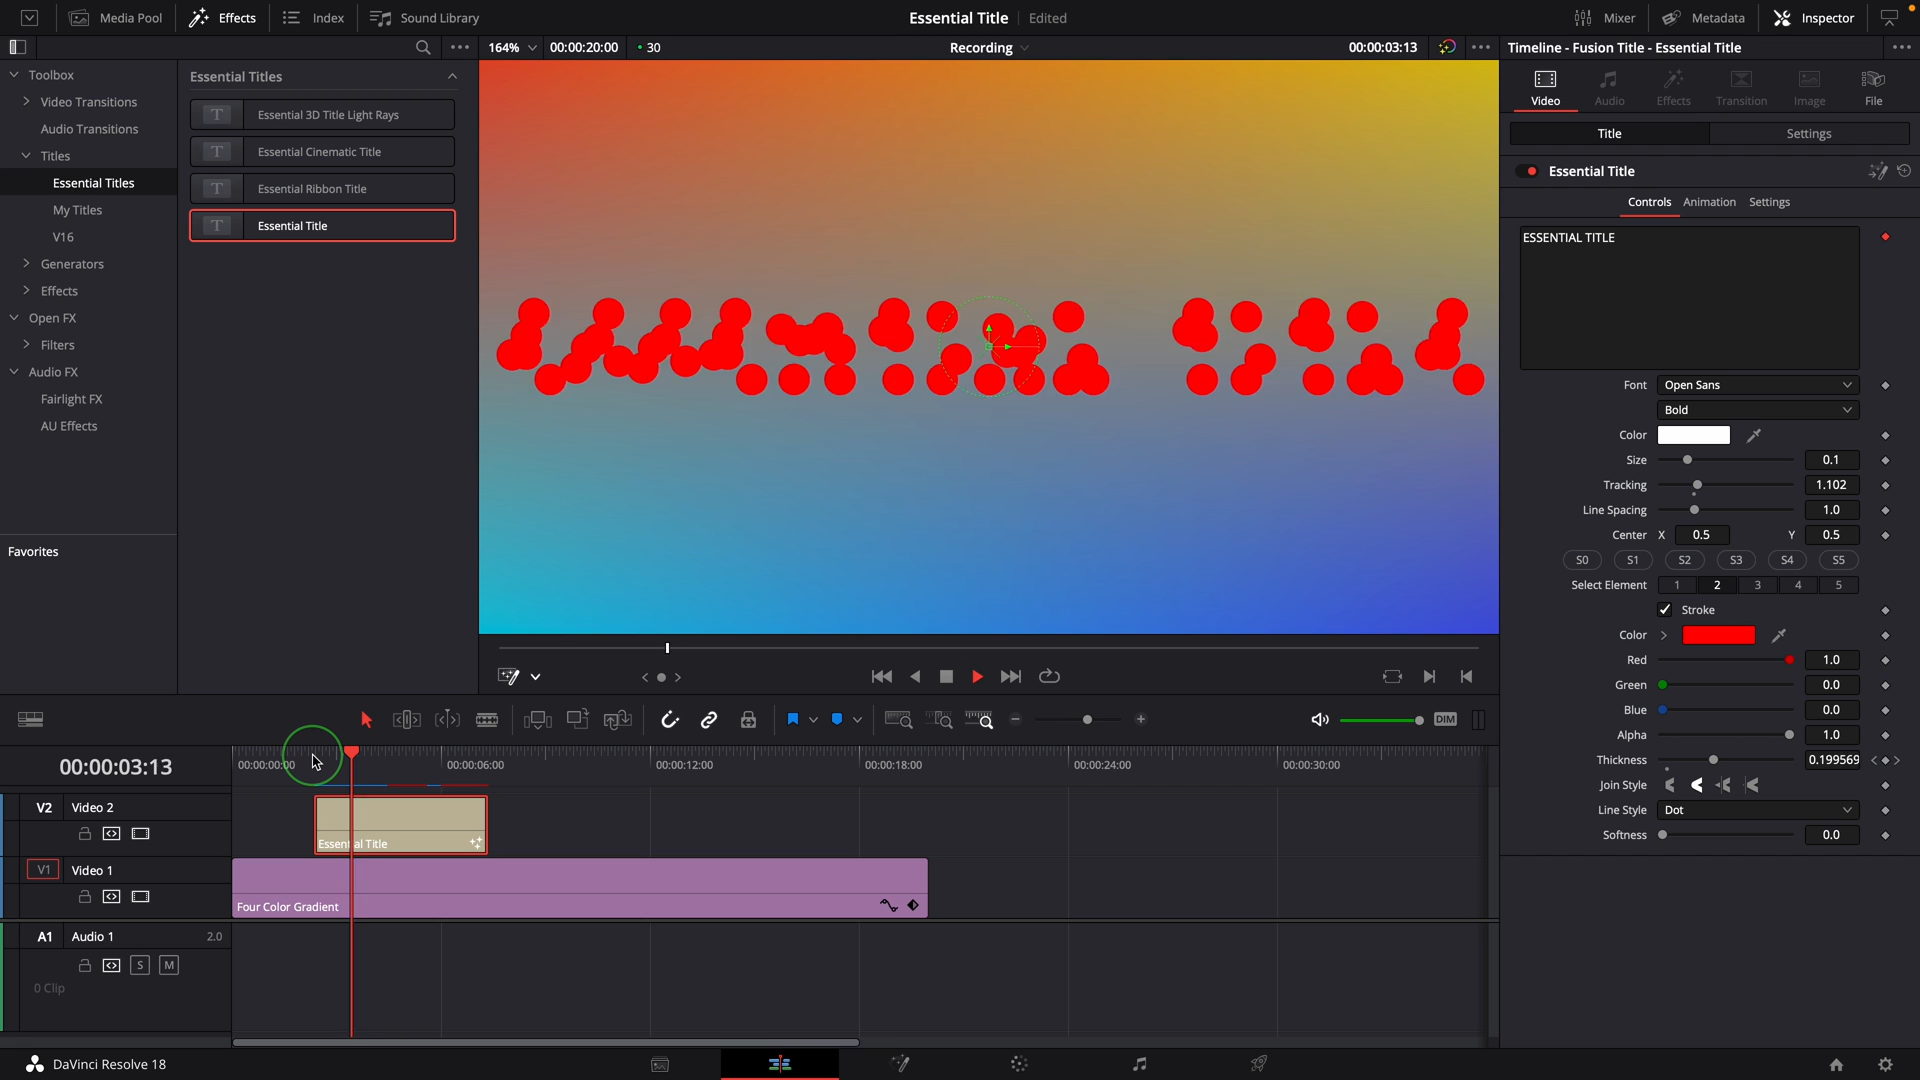 Media Pool
Effects
Index
Sound Library
Essential Title
Edited
Mixer
Metadata
Inspector
164%
00:00:20:00
30
Recording
00:00:03:13
Timeline - Fusion Title - Essential Title
Toolbox
Video Transitions
Audio Transitions
Titles
Essential Titles
My Titles
V16
Generators
Effects
Open FX
Filters
Audio FX
Fairlight FX
AU Effects
Favorites
Essential Titles
T Essential 3D Title Light Rays
T Essential Cinematic Title
T Essential Ribbon Title
T Essential Title
Video
Audio
Effects
Transition
Image
File
Title
Settings
Essential Title
Controls
Animation
Settings
ESSENTIAL TITLE
Font Open Sans
Bold
Color
Size 0.1
Tracking 1.102
Line Spacing 1.0
Center X 0.5 Y 0.5
S0 S1 S2 S3 S4 S5
Select Element 1 2 3 4 5
Stroke
Color
Red 1.0
Green 0.0
Blue 0.0
Alpha 1.0
Thickness 0.199569
Join Style
Line Style Dot
Softness 0.0
DIM
00:00:03:13
00:00:00:00
00:00:06:00
00:00:12:00
00:00:18:00
00:00:24:00
00:00:30:00
V2 Video 2
Essential Title
V1 Video 1
Four Color Gradient
A1 Audio 1 2.0
S M
0 Clip
DaVinci Resolve 18